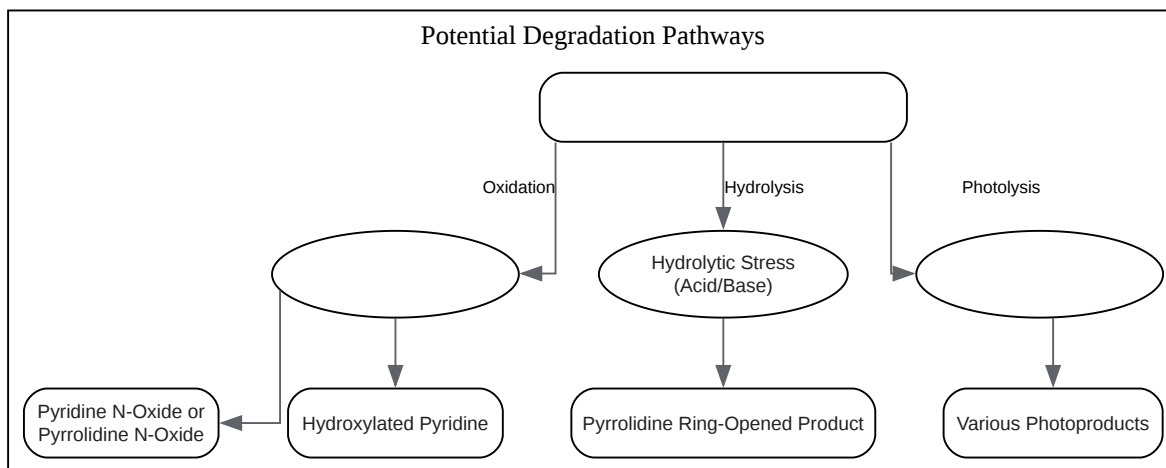 Potential Degradation Pathways
Oxidation
Hydrolysis
Photolysis
Hydrolytic Stress
(Acid/Base)
Pyridine N-Oxide or
Pyrrolidine N-Oxide
Hydroxylated Pyridine
Pyrrolidine Ring-Opened Product
Various Photoproducts